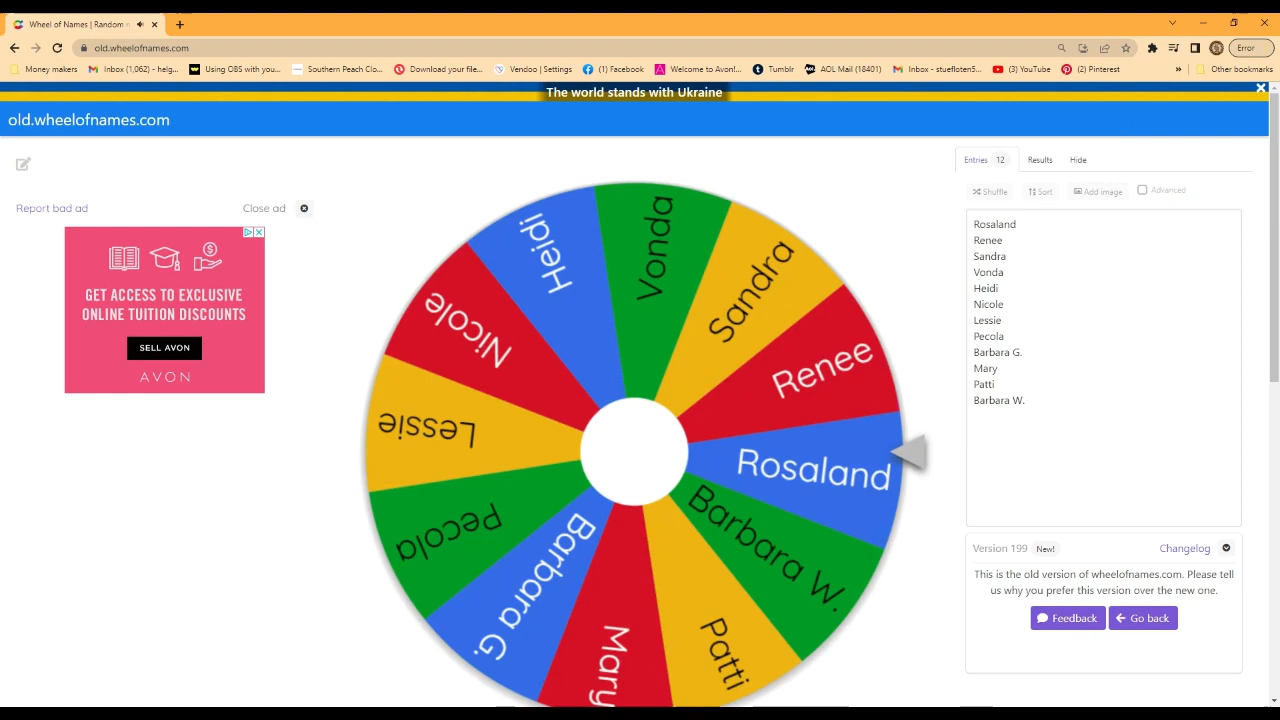 Wheel of Names | Random n
old.wheelofnames.com
Error
Money makers
Inbox (1,062) - help...
Using OBS with you...
Southern Peach Clo...
Download your file...
Vendoo | Settings
(1) Facebook
Welcome to Avon!...
Tumblr
AOL Mail (18401)
Inbox - stuefloten5...
(3) YouTube
(2) Pinterest
Other bookmarks
The world stands with Ukraine
old.wheelofnames.com
Entries 12
Results
Hide
Report bad ad
Close ad
Shuffle
Sort
Add image
Advanced
GET ACCESS TO EXCLUSIVE
ONLINE TUITION DISCOUNTS
SELL AVON
AVON
Vonda
Sandra
Renee
Rosaland
Barbara W.
Patti
Mary
Barbara G.
Pecola
Lessie
Nicole
Heidi
Rosaland
Renee
Sandra
Vonda
Heidi
Nicole
Lessie
Pecola
Barbara G.
Mary
Patti
Barbara W.
Version 199 New!
Changelog
This is the old version of wheelofnames.com. Please tell
us why you prefer this version over the new one.
Feedback
Go back